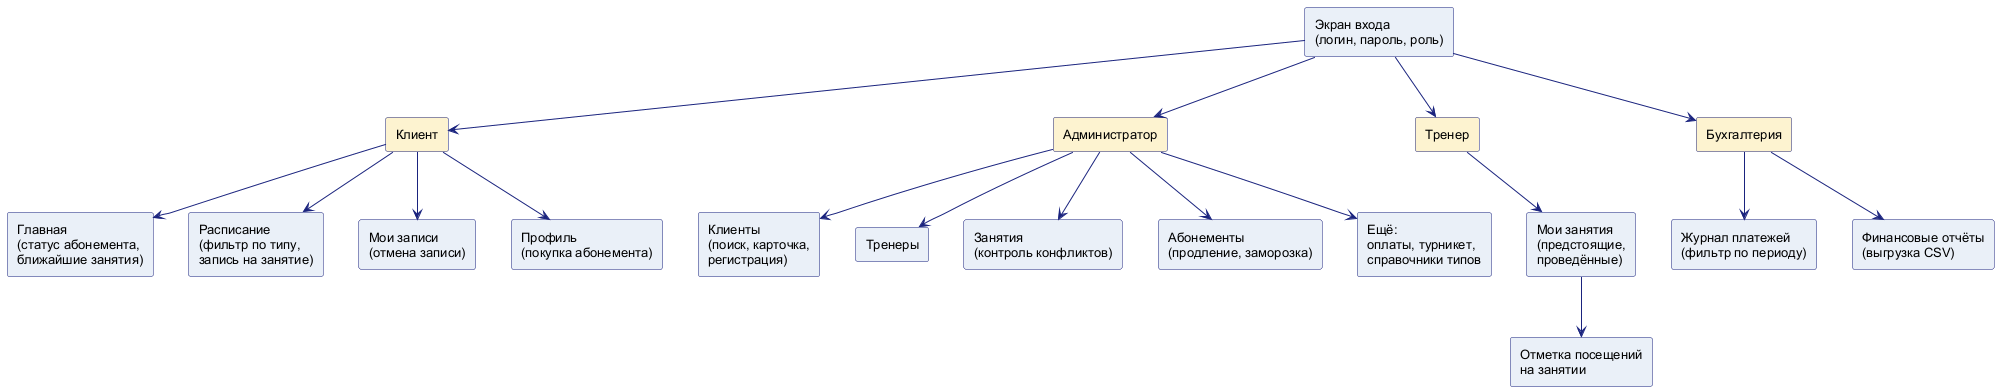 Экран входа
(логин, пароль, роль)
Клиент
Администратор
Тренер
Бухгалтерия
Главная
(статус абонемента,
ближайшие занятия)
Расписание
(фильтр по типу,
запись на занятие)
Мои записи
(отмена записи)
Профиль
(покупка абонемента)
Клиенты
(поиск, карточка,
регистрация)
Тренеры
Занятия
(контроль конфликтов)
Абонементы
(продление, заморозка)
Ещё:
оплаты, турникет,
справочники типов
Мои занятия
(предстоящие,
проведённые)
Журнал платежей
(фильтр по периоду)
Финансовые отчёты
(выгрузка CSV)
Отметка посещений
на занятии